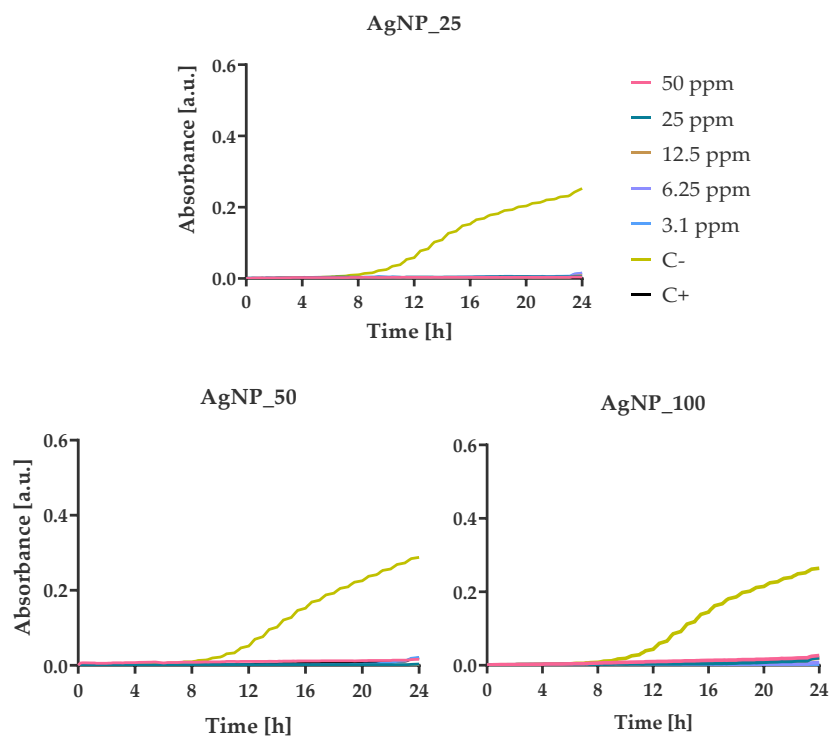 AgNP_25
Absorbance [a.u.]
0.6
0.4
0.2
0.0
0 4 8 12 16 20 24
Time [h]
50 ppm
25 ppm
12.5 ppm
6.25 ppm
3.1 ppm
C-
C+
AgNP_50
Absorbance [a.u.]
0.6
0.4
0.2
0.0
0 4 8 12 16 20 24
Time [h]
AgNP_100
0.6
0.4
0.2
0.0
0 4 8 12 16 20 24
Time [h]